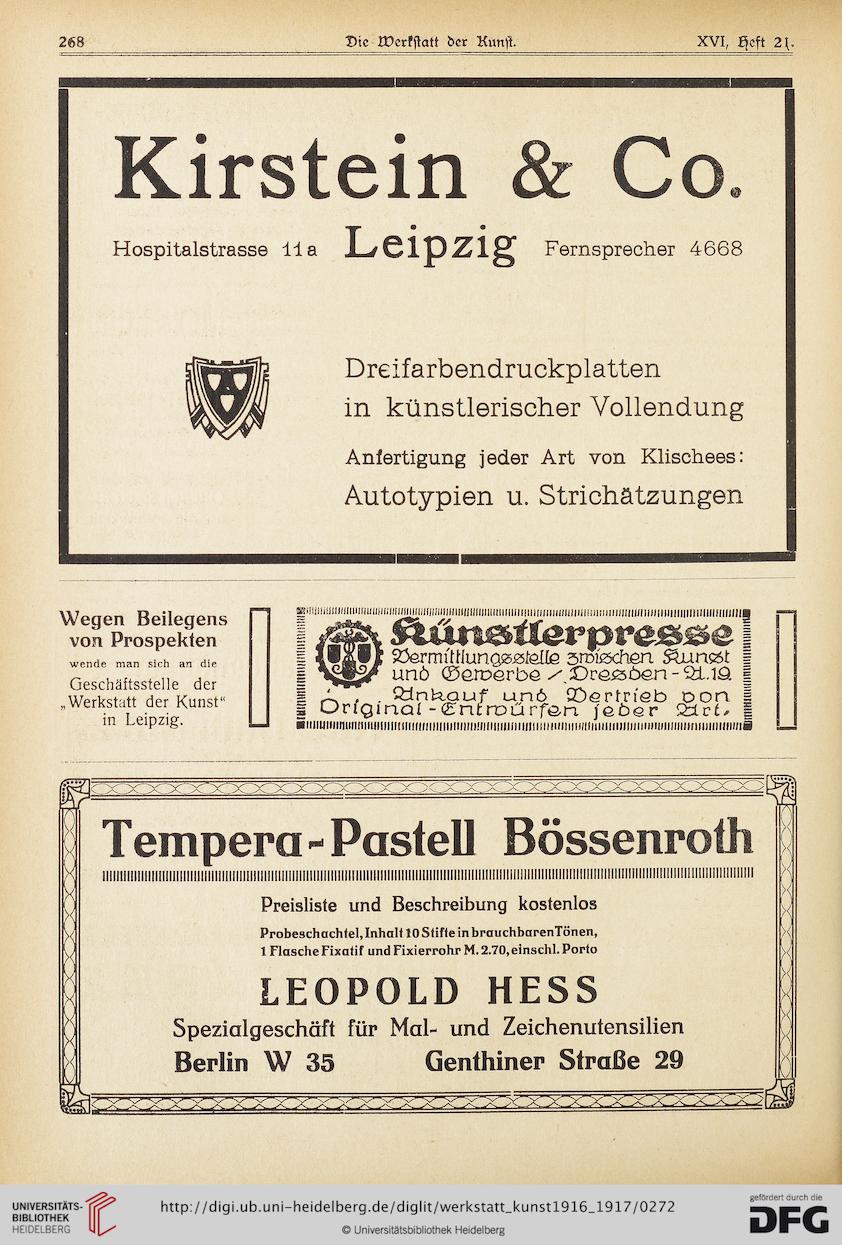 268 Die Werkstatt der Kunst. XVI, Heft 21.
Kirstein & Co.
Hospitalstrasse 11a Leipzig Fernsprecher 4668
Dreifarbendruckplatten
in künstlerischer Vollendung
Anfertigung jeder Art von Klischees:
Autotypien u. Strichätzungen
Wegen Beilegens
von Prospekten
wende man sich an die
Geschäftsstelle der
„Werkstatt der Kunst“
in Leipzig.
Künstlerpresse
Vermittlungsstelle zwischen Kunst
und Gewerbe / Dresden-A.19
Ankauf und Vertrieb von
Original-Entwürfen jeder Art.
Tempera-Pastell Bössenroth
Preisliste und Beschreibung kostenlos
Probeschachtel, Inhalt 10 Stifte in brauchbaren Tönen,
1 Flasche Fixatif und Fixierrohr M. 2.70, einschl. Porto
LEOPOLD HESS
Spezialgeschäft für Mal- und Zeichenutensilien
Berlin W 35 Genthiner Straße 29
UNIVERSITÄTS-
BIBLIOTHEK
HEIDELBERG
http://digi.ub.uni-heidelberg.de/diglit/werkstatt_kunst1916_1917/0272
© Universitätsbibliothek Heidelberg
gefördert durch die
DFG